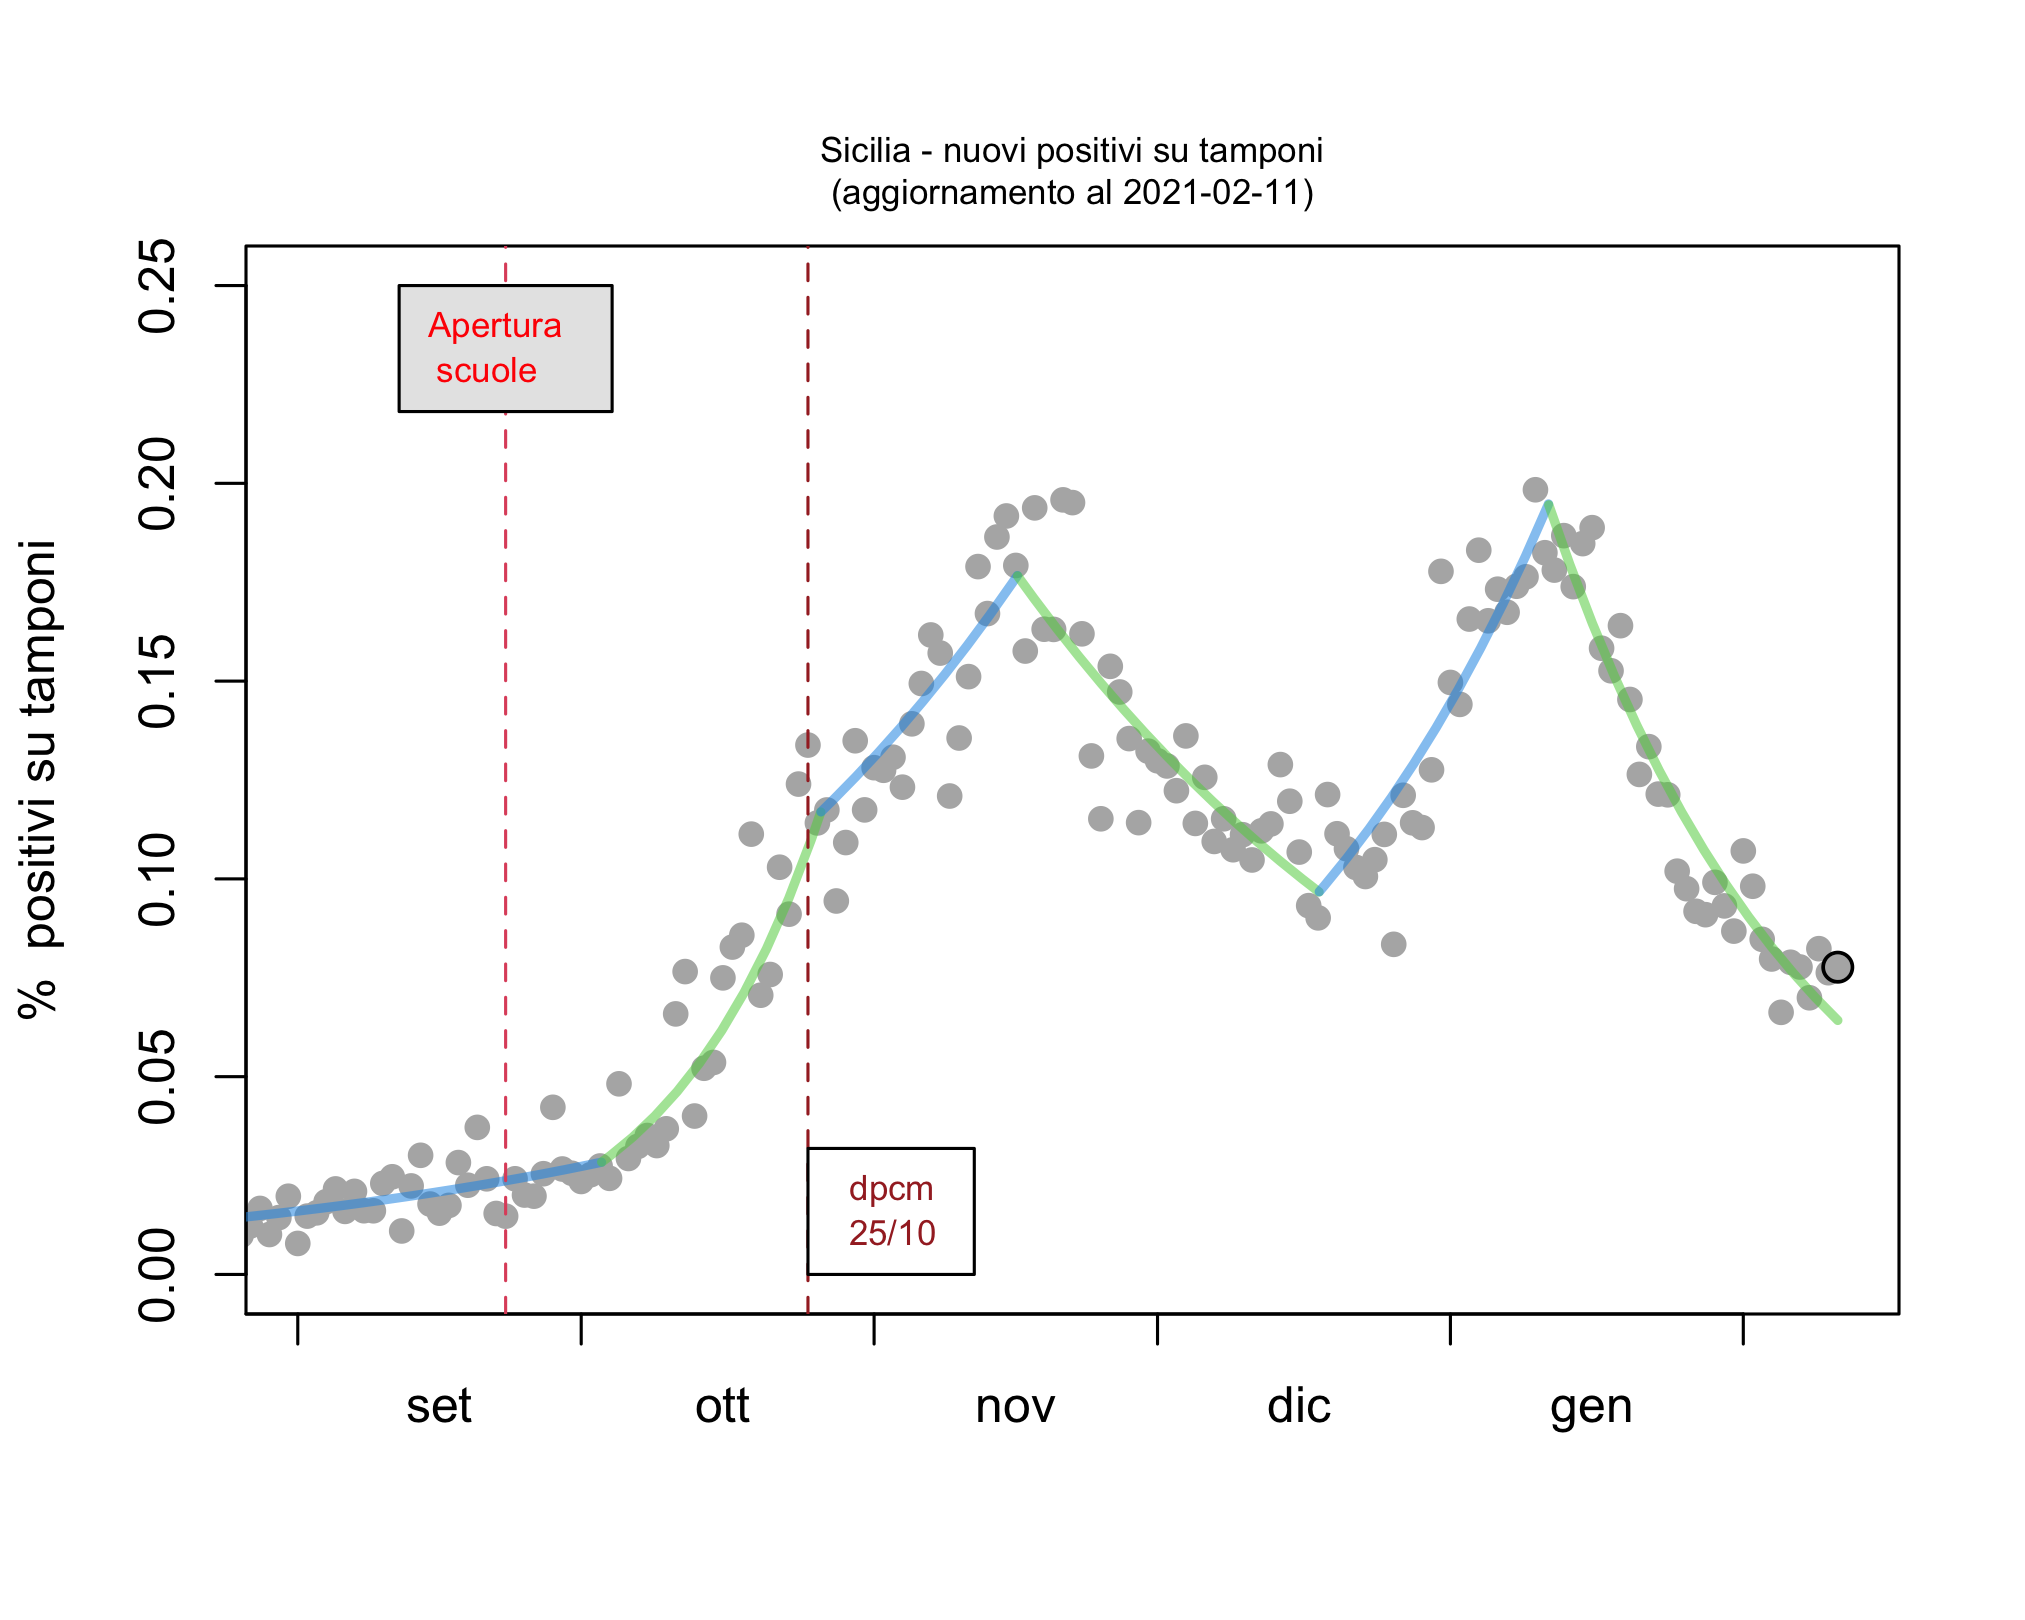 Sicilia - nuovi positivi su tamponi
(aggiornamento al 2021-02-11)
% positivi su tamponi
0.25
0.20
0.15
0.10
0.05
0.00
Apertura
scuole
dpcm
25/10
set ott nov dic gen